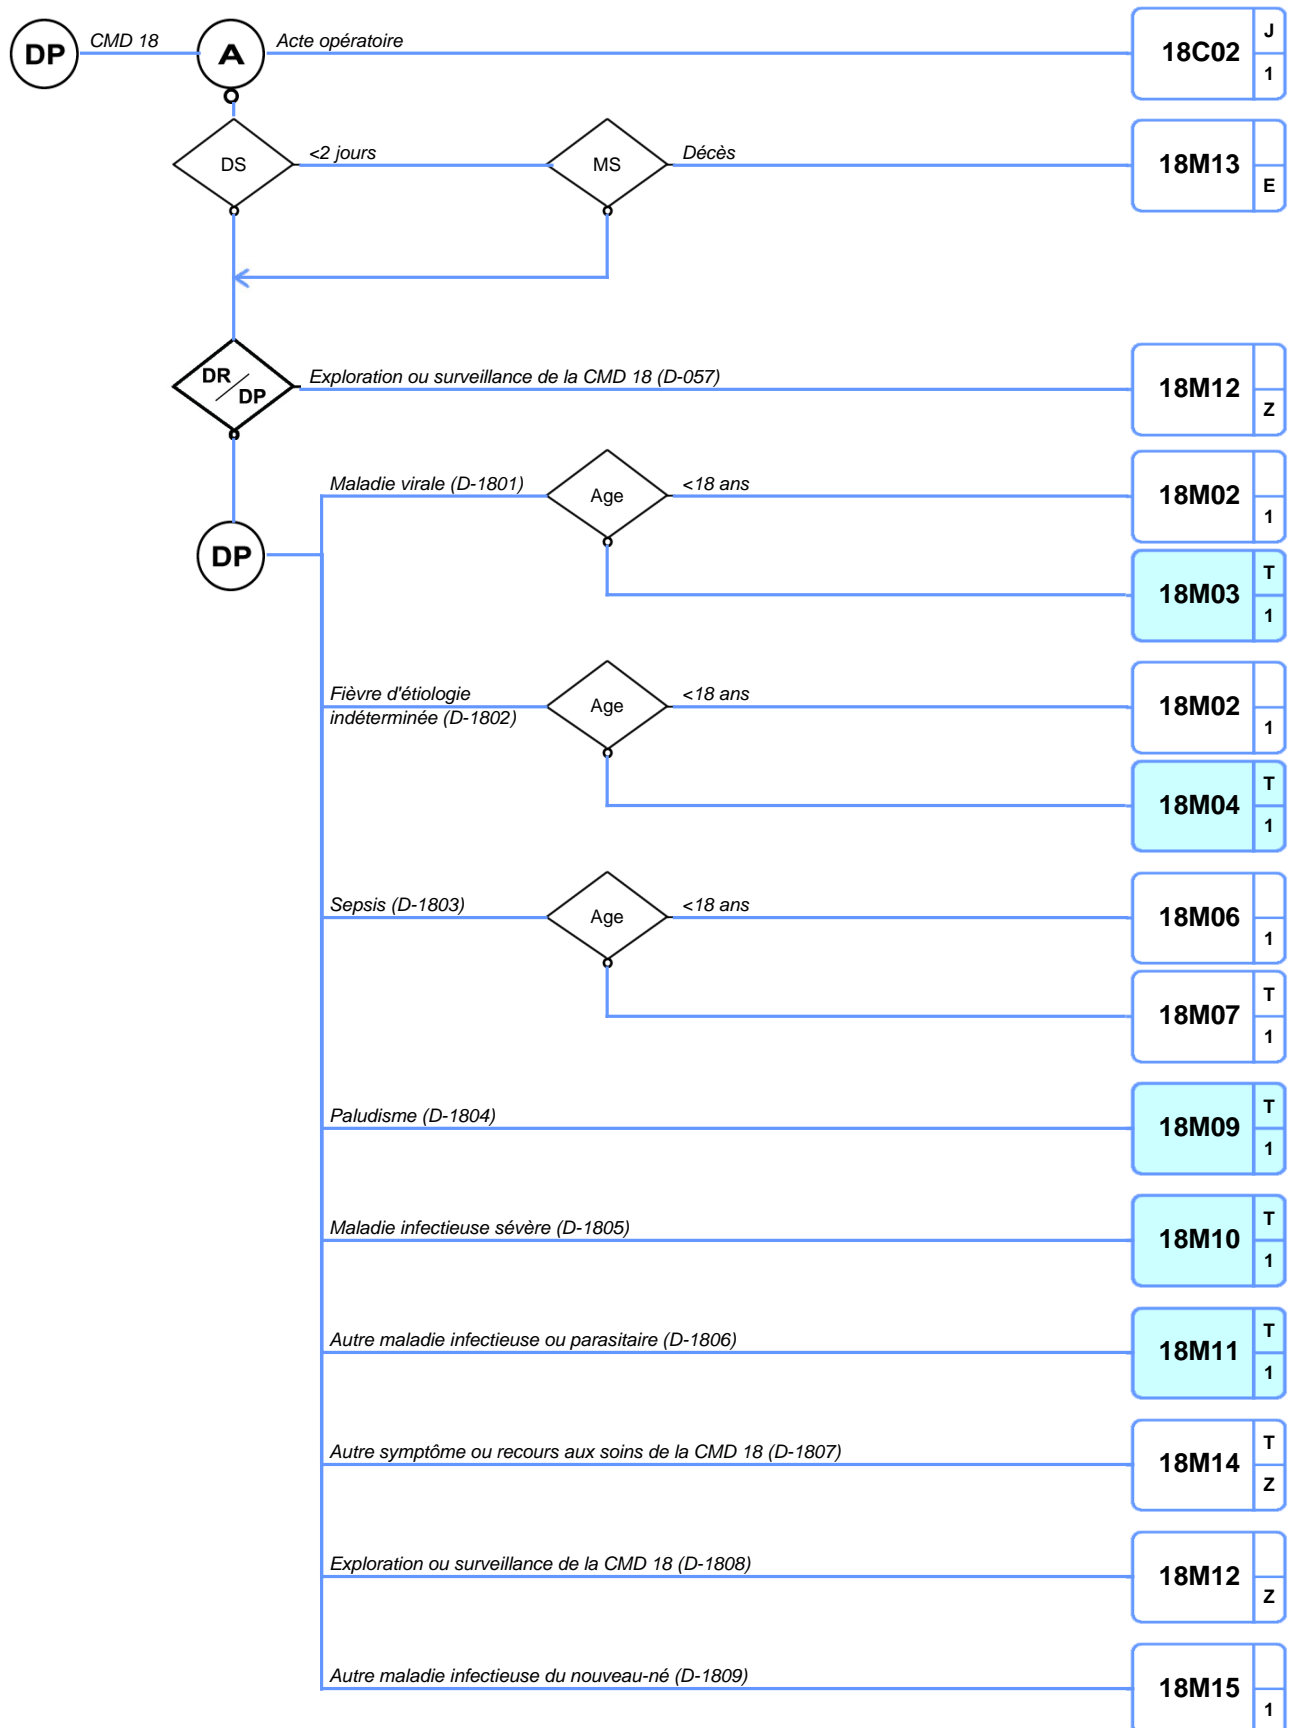 DP
CMD 18
A
Acte opératoire
18C02
J
1
DS
<2 jours
MS
Décès
18M13
E
DR
DP
Exploration ou surveillance de la CMD 18 (D-057)
18M12
Z
DP
Maladie virale (D-1801)
Age
<18 ans
18M02
1
18M03
T
1
Fièvre d'étiologie
indéterminée (D-1802)
Age
<18 ans
18M02
1
18M04
T
1
Sepsis (D-1803)
Age
<18 ans
18M06
1
18M07
T
1
Paludisme (D-1804)
18M09
T
1
Maladie infectieuse sévère (D-1805)
18M10
T
1
Autre maladie infectieuse ou parasitaire (D-1806)
18M11
T
1
Autre symptôme ou recours aux soins de la CMD 18 (D-1807)
18M14
T
Z
Exploration ou surveillance de la CMD 18 (D-1808)
18M12
Z
Autre maladie infectieuse du nouveau-né (D-1809)
18M15
1